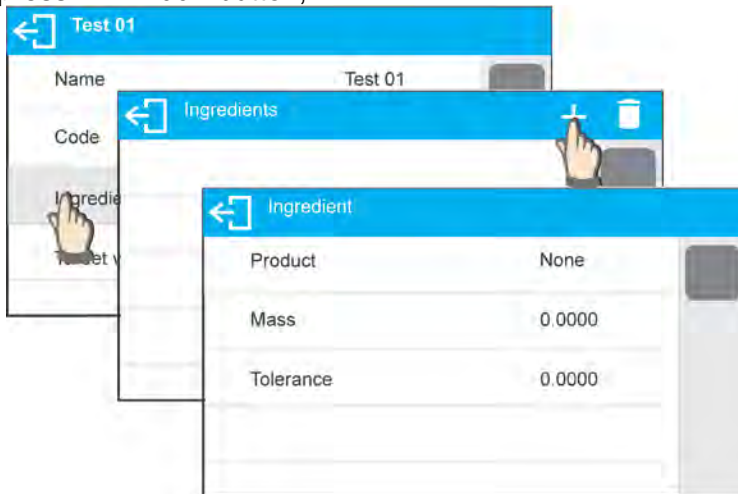 Test 01
Name Test 01
Code
Ingredients
Ingredient
Product None
Mass 0.0000
Tolerance 0.0000